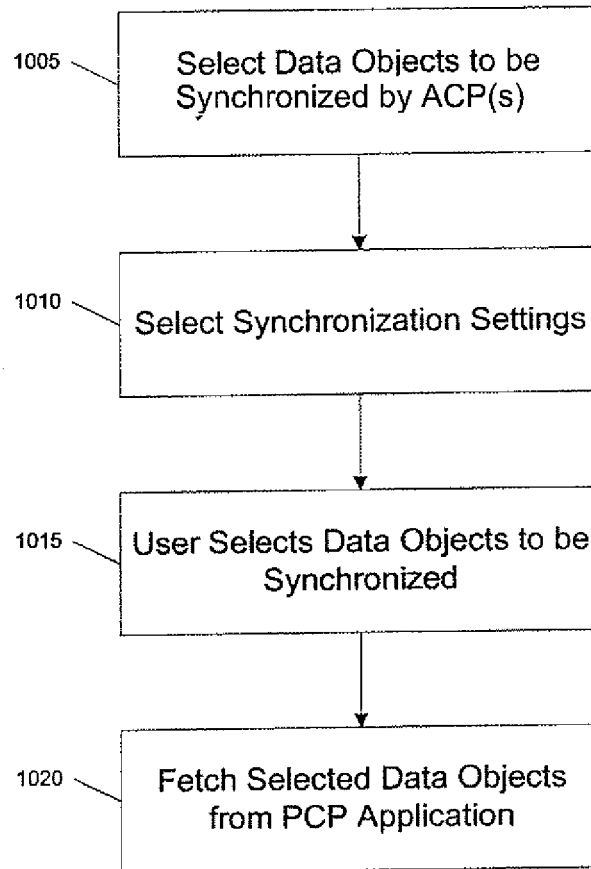 1005
Select Data Objects to be
Synchronized by ACP(s)
1010
Select Synchronization Settings
1015
User Selects Data Objects to be
Synchronized
1020
Fetch Selected Data Objects
from PCP Application